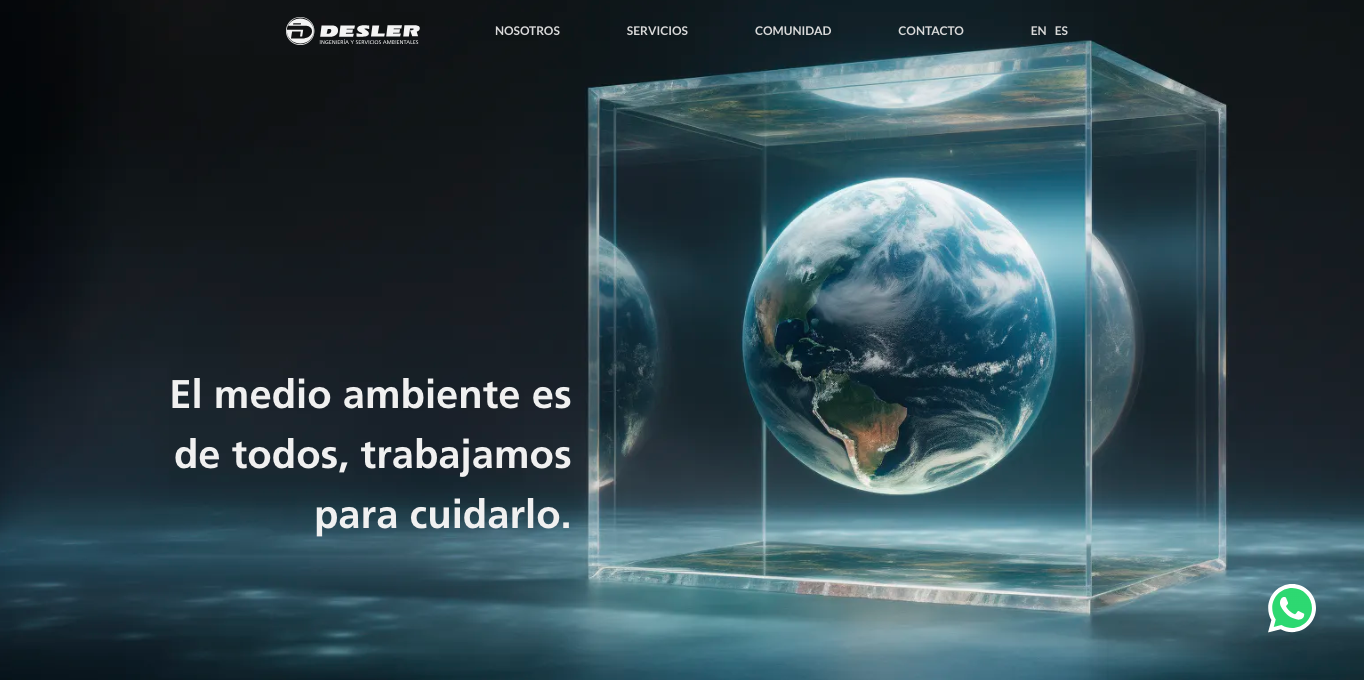 DESLER
INGENIERÍA Y SERVICIOS AMBIENTALES
NOSOTROS
SERVICIOS
COMUNIDAD
CONTACTO
EN ES
El medio ambiente es
de todos, trabajamos
para cuidarlo.